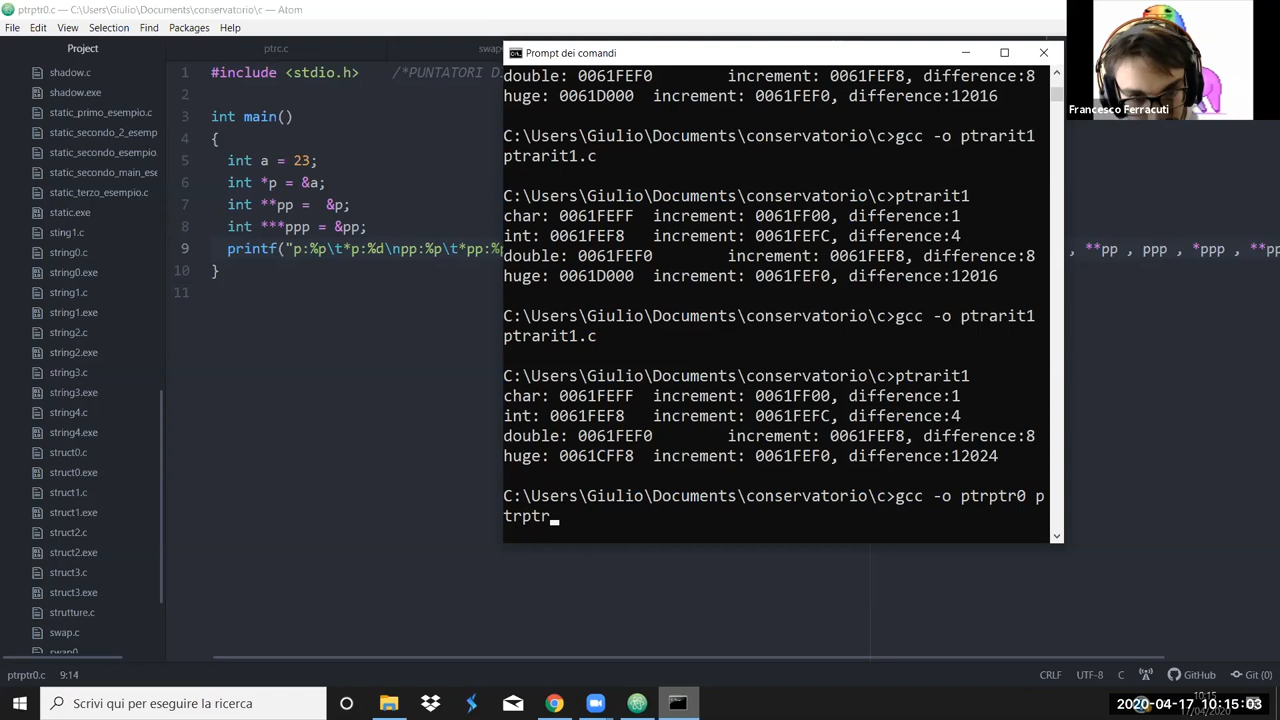 ptrptr0.c — C:\Users\Giulio\Documents\conservatorio\c — Atom
File Edit View Selection Find Packages Help
Project
ptrc.c
shadow.c
shadow.exe
static_primo_esempio.c
static_secondo_2_esemp
static_secondo_esempio.
static_secondo_main_ese
static_terzo_esempio.c
static.exe
sting1.c
string0.c
string0.exe
string1.c
string1.exe
string2.c
string2.exe
string3.c
string3.exe
string4.c
string4.exe
struct0.c
struct0.exe
struct1.c
struct1.exe
struct2.c
struct2.exe
struct3.c
struct3.exe
strutture.c
swap.c
swap0
1 #include <stdio.h> /*PUNTATORI D
2
3 int main()
4 {
5 int a = 23;
6 int *p = &a;
7 int **pp = &p;
8 int ***ppp = &pp;
9 printf("p:%p\t*p:%d\npp:%p\t*pp:%p
, **pp , ppp , *ppp , **pp
10 }
11
Prompt dei comandi
double: 0061FEF0 increment: 0061FEF8, difference:8
huge: 0061D000 increment: 0061FEF0, difference:12016
C:\Users\Giulio\Documents\conservatorio\c>gcc -o ptrarit1
ptrarit1.c
C:\Users\Giulio\Documents\conservatorio\c>ptrarit1
char: 0061FEFF increment: 0061FF00, difference:1
int: 0061FEF8 increment: 0061FEFC, difference:4
double: 0061FEF0 increment: 0061FEF8, difference:8
huge: 0061D000 increment: 0061FEF0, difference:12016
C:\Users\Giulio\Documents\conservatorio\c>gcc -o ptrarit1
ptrarit1.c
C:\Users\Giulio\Documents\conservatorio\c>ptrarit1
char: 0061FEFF increment: 0061FF00, difference:1
int: 0061FEF8 increment: 0061FEFC, difference:4
double: 0061FEF0 increment: 0061FEF8, difference:8
huge: 0061CFF8 increment: 0061FEF0, difference:12024
C:\Users\Giulio\Documents\conservatorio\c>gcc -o ptrptr0 p
trptr
Francesco Ferracuti
ptrptr0.c 9:14
CRLF UTF-8 C GitHub Git (0)
Scrivi qui per eseguire la ricerca
10:15
17/04/2020
2020-04-17 10:15:03